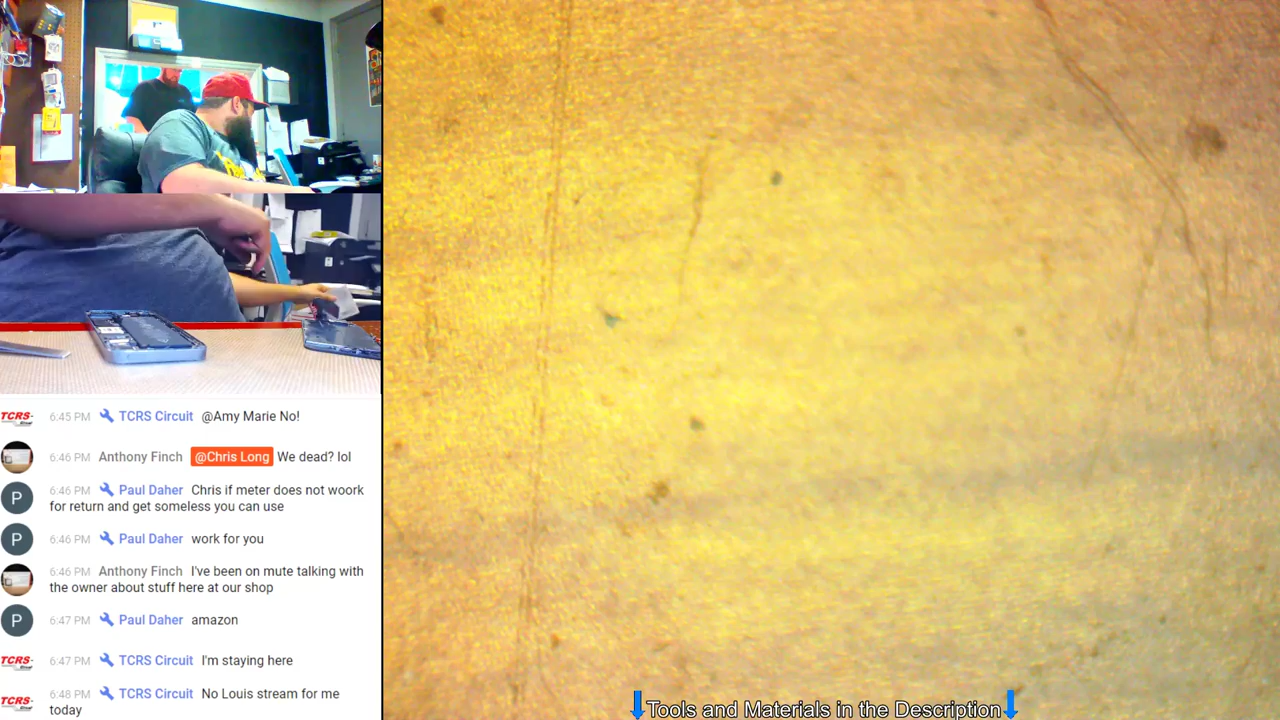 TCRS Circuit
6:45 PM TCRS Circuit @Amy Marie No!
6:46 PM Anthony Finch @Chris Long We dead? lol
P 6:46 PM Paul Daher Chris if meter does not woork
for return and get someless you can use
P 6:46 PM Paul Daher work for you
6:46 PM Anthony Finch I've been on mute talking with
the owner about stuff here at our shop
P 6:47 PM Paul Daher amazon
TCRS Circuit
6:47 PM TCRS Circuit I'm staying here
TCRS Circuit
6:48 PM TCRS Circuit No Louis stream for me
today
Tools and Materials in the Description